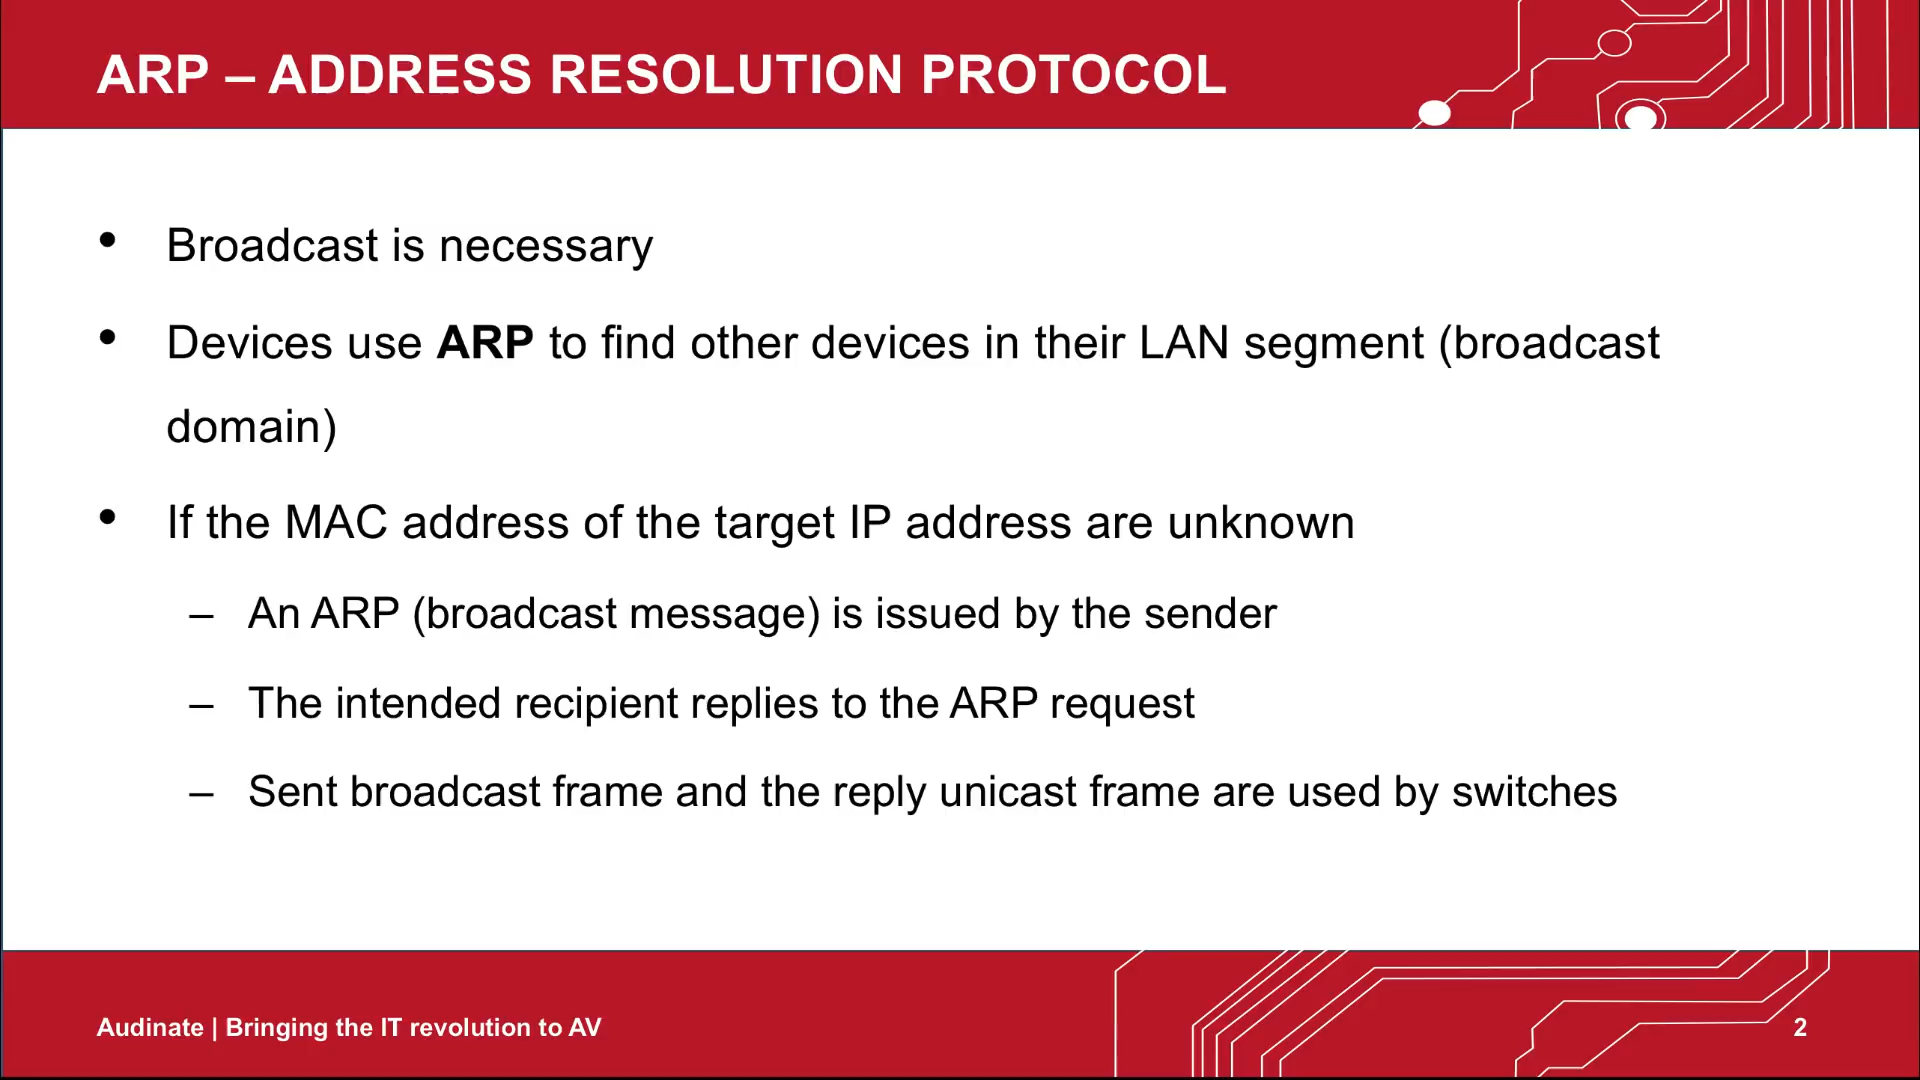 ARP – ADDRESS RESOLUTION PROTOCOL
• Broadcast is necessary
• Devices use ARP to find other devices in their LAN segment (broadcast
domain)
• If the MAC address of the target IP address are unknown
– An ARP (broadcast message) is issued by the sender
– The intended recipient replies to the ARP request
– Sent broadcast frame and the reply unicast frame are used by switches
Audinate | Bringing the IT revolution to AV
2